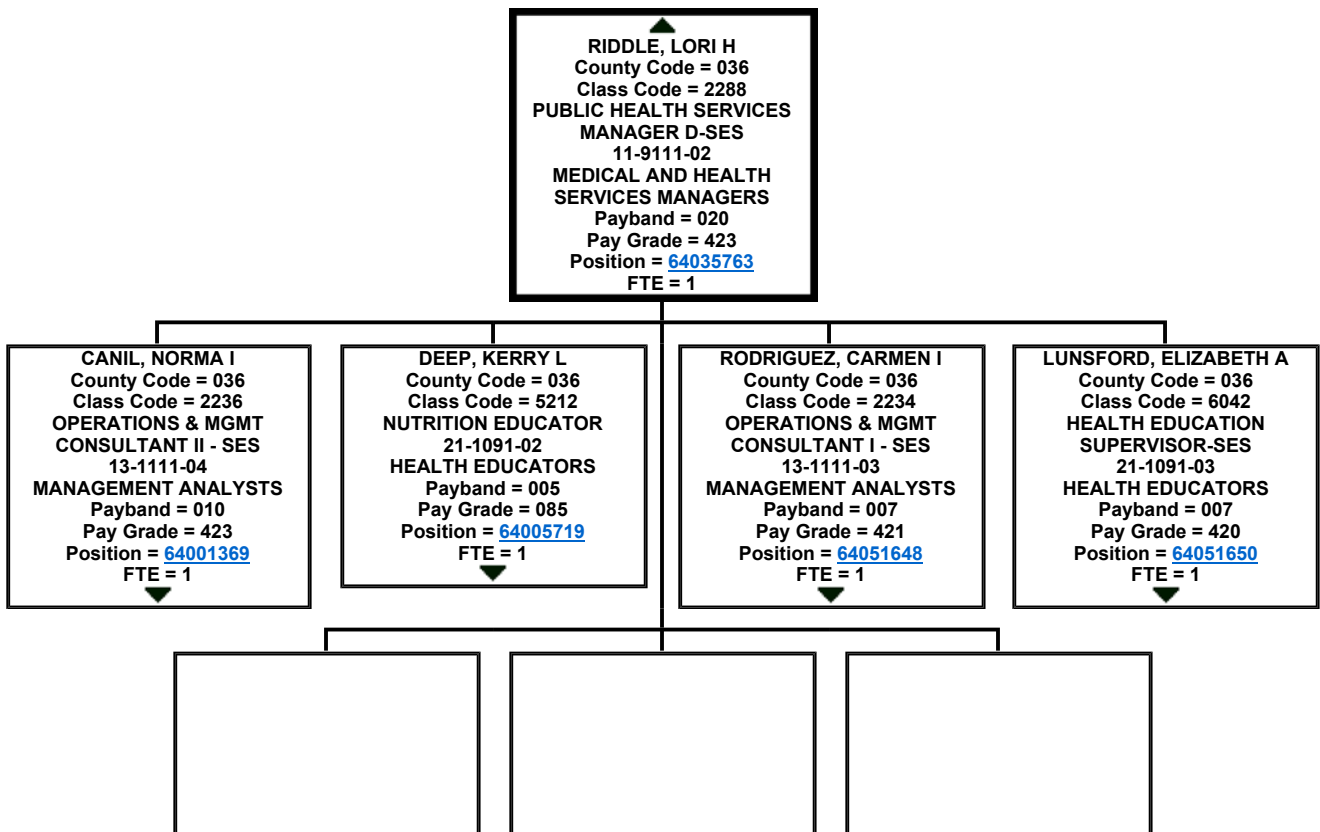 RIDDLE, LORI H
County Code = 036
Class Code = 2288
PUBLIC HEALTH SERVICES
MANAGER D-SES
11-9111-02
MEDICAL AND HEALTH
SERVICES MANAGERS
Payband = 020
Pay Grade = 423
Position = 64035763
FTE = 1
CANIL, NORMA I
County Code = 036
Class Code = 2236
OPERATIONS & MGMT
CONSULTANT II - SES
13-1111-04
MANAGEMENT ANALYSTS
Payband = 010
Pay Grade = 423
Position = 64001369
FTE = 1
DEEP, KERRY L
County Code = 036
Class Code = 5212
NUTRITION EDUCATOR
21-1091-02
HEALTH EDUCATORS
Payband = 005
Pay Grade = 085
Position = 64005719
FTE = 1
RODRIGUEZ, CARMEN I
County Code = 036
Class Code = 2234
OPERATIONS & MGMT
CONSULTANT I - SES
13-1111-03
MANAGEMENT ANALYSTS
Payband = 007
Pay Grade = 421
Position = 64051648
FTE = 1
LUNSFORD, ELIZABETH A
County Code = 036
Class Code = 6042
HEALTH EDUCATION
SUPERVISOR-SES
21-1091-03
HEALTH EDUCATORS
Payband = 007
Pay Grade = 420
Position = 64051650
FTE = 1